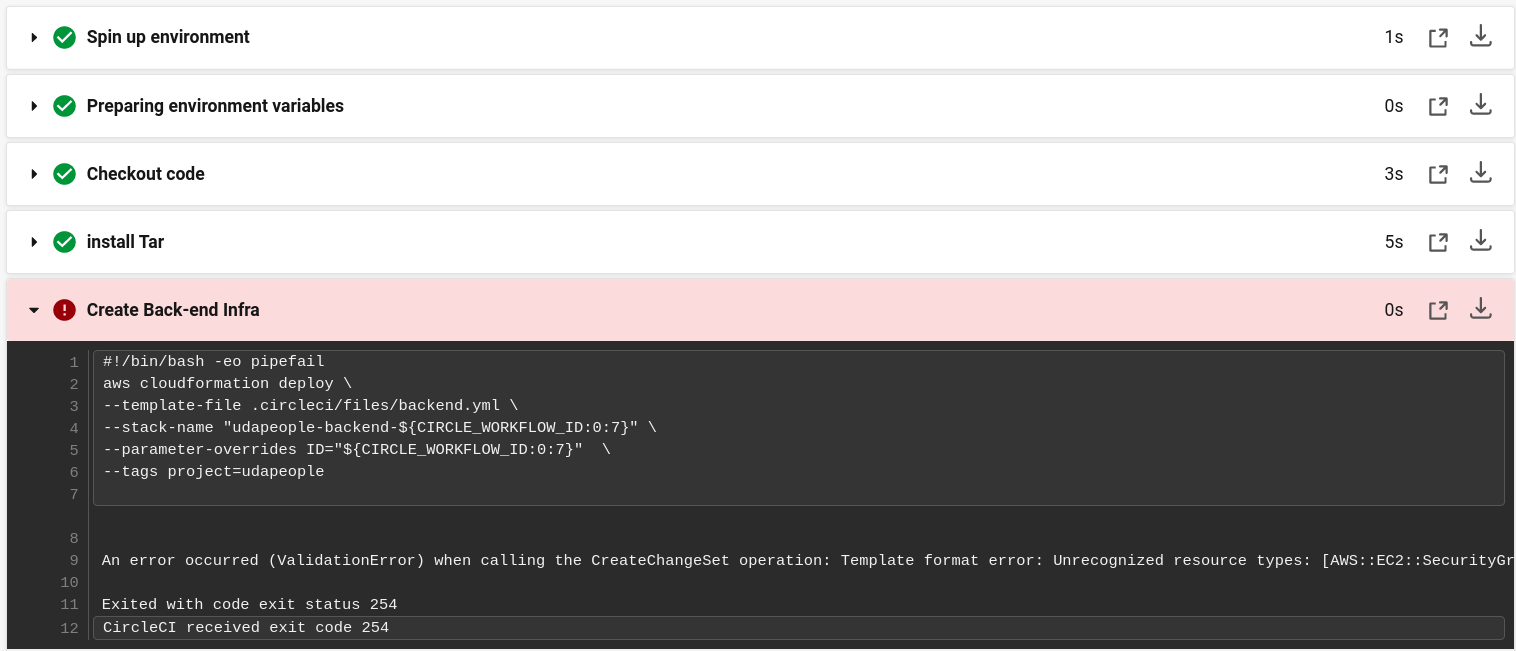 Spin up environment 1s
Preparing environment variables 0s
Checkout code 3s
install Tar 5s
Create Back-end Infra 0s
1 #!/bin/bash -eo pipefail
2 aws cloudformation deploy \
3 --template-file .circleci/files/backend.yml \
4 --stack-name "udapeople-backend-${CIRCLE_WORKFLOW_ID:0:7}" \
5 --parameter-overrides ID="${CIRCLE_WORKFLOW_ID:0:7}"  \
6 --tags project=udapeople
7
8
9 An error occurred (ValidationError) when calling the CreateChangeSet operation: Template format error: Unrecognized resource types: [AWS::EC2::SecurityGr
10
11 Exited with code exit status 254
12 CircleCI received exit code 254